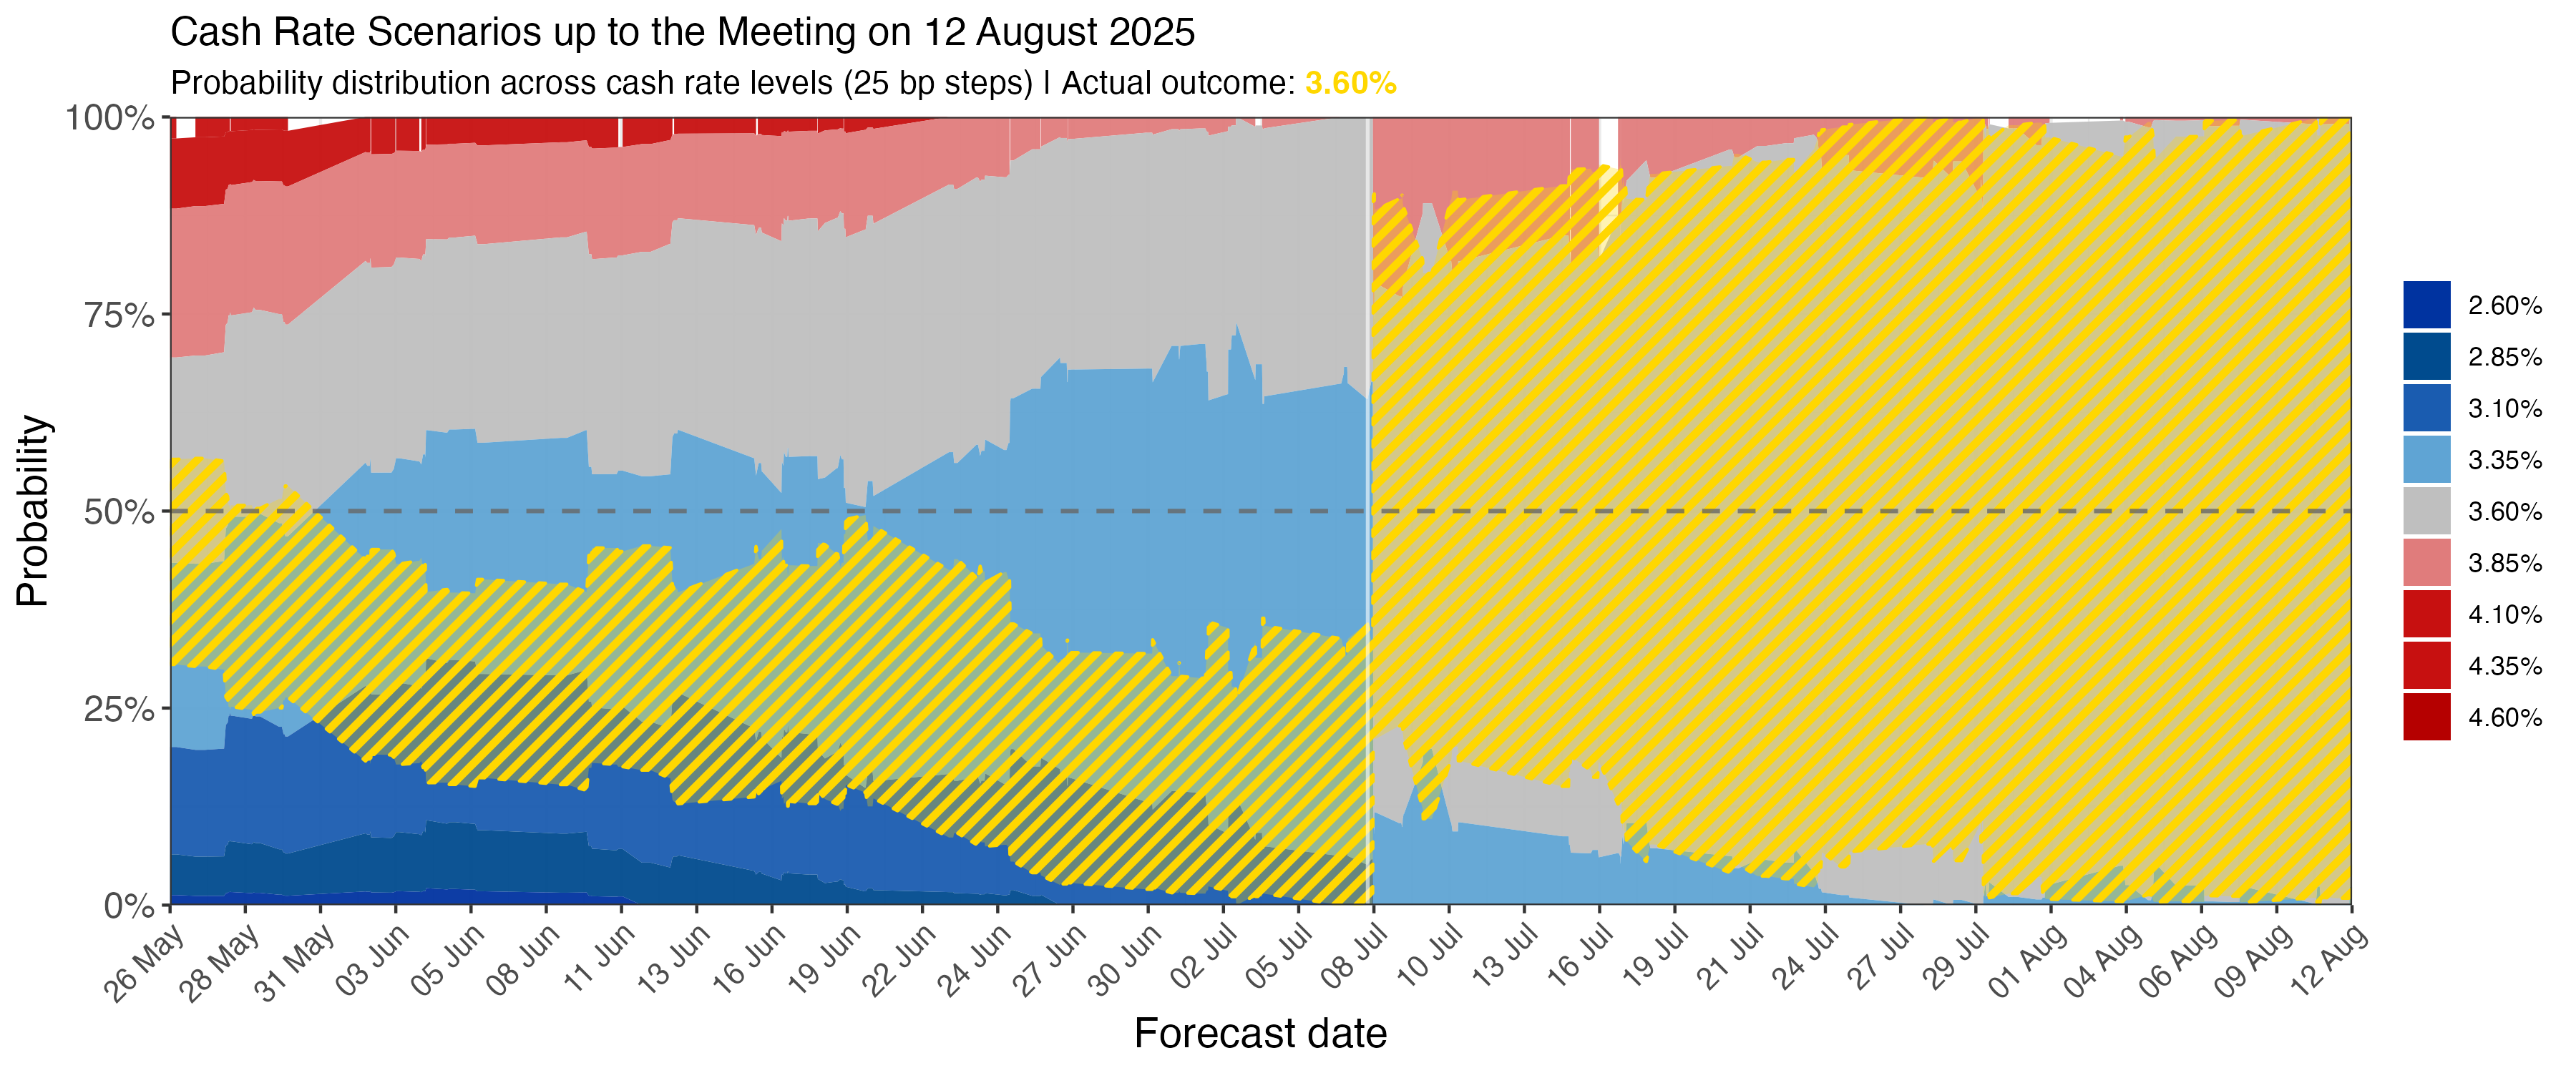 Cash Rate Scenarios up to the Meeting on 12 August 2025
Probability distribution across cash rate levels (25 bp steps) | Actual outcome: 3.60%
100%
75%
50%
25%
0%
Probability
26 May
28 May
31 May
03 Jun
05 Jun
08 Jun
11 Jun
13 Jun
16 Jun
19 Jun
22 Jun
24 Jun
27 Jun
30 Jun
02 Jul
05 Jul
08 Jul
10 Jul
13 Jul
16 Jul
19 Jul
21 Jul
24 Jul
27 Jul
29 Jul
01 Aug
04 Aug
06 Aug
09 Aug
12 Aug
Forecast date
2.60%
2.85%
3.10%
3.35%
3.60%
3.85%
4.10%
4.35%
4.60%